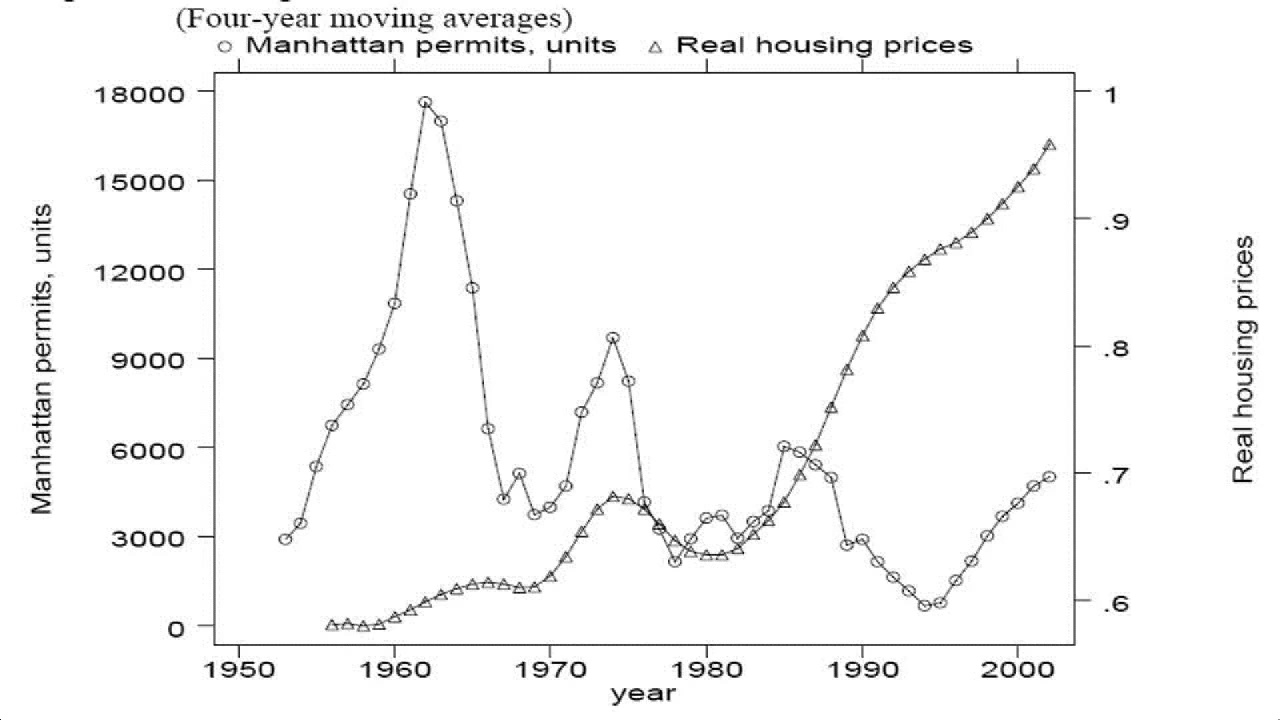 (Four-year moving averages)
Manhattan permits, units Real housing prices
18000
15000
12000
9000
6000
3000
0
Manhattan permits, units
1
.9
.8
.7
.6
Real housing prices
1950 1960 1970 1980 1990 2000
year